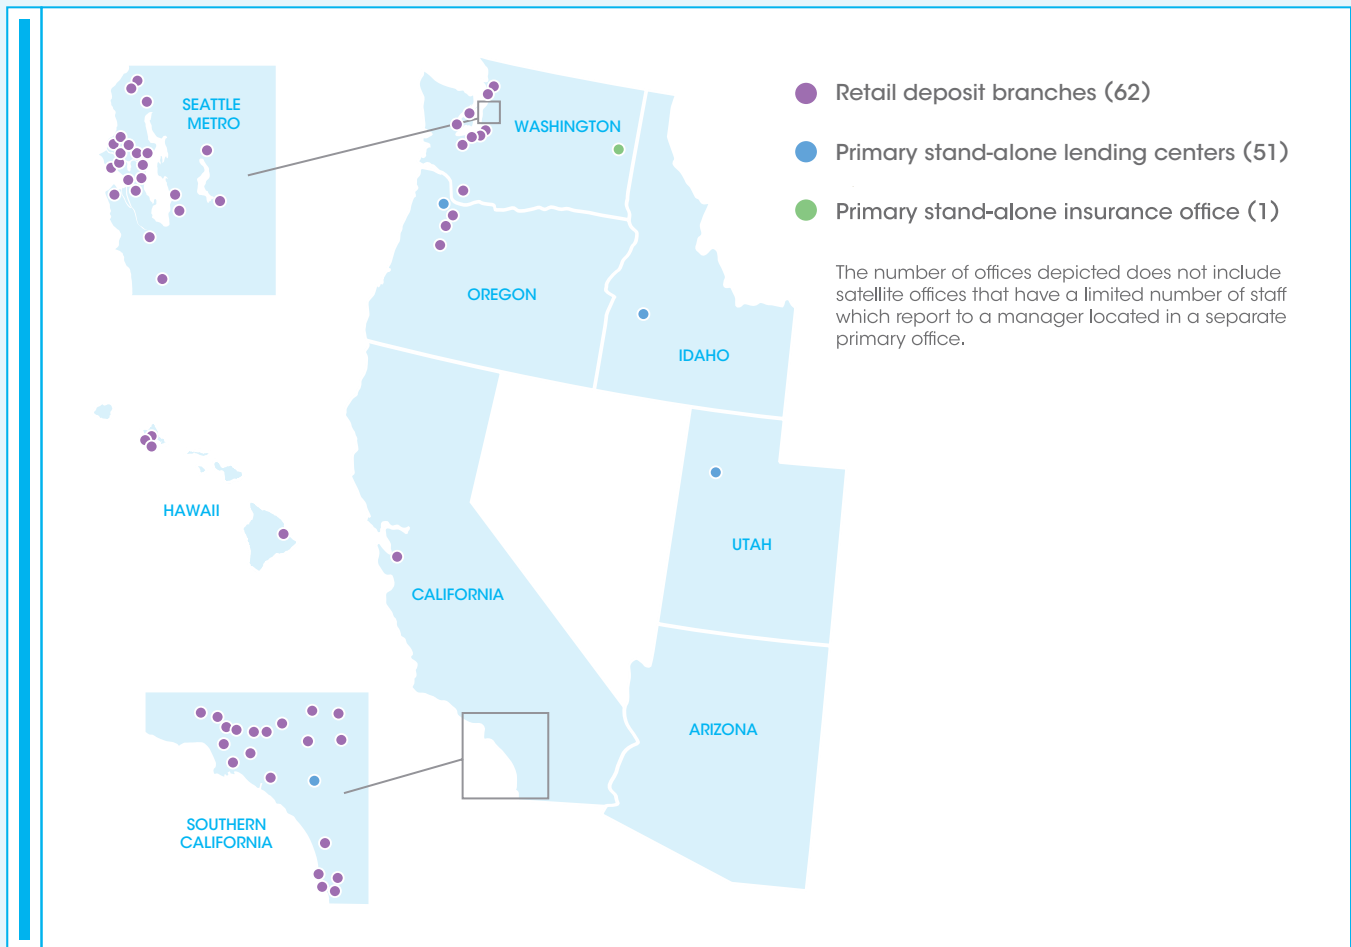 SEATTLE
METRO
WASHINGTON
OREGON
IDAHO
HAWAII
UTAH
CALIFORNIA
ARIZONA
SOUTHERN
CALIFORNIA
Retail deposit branches (62)
Primary stand-alone lending centers (51)
Primary stand-alone insurance office (1)
The number of offices depicted does not include
satellite offices that have a limited number of staff
which report to a manager located in a separate
primary office.